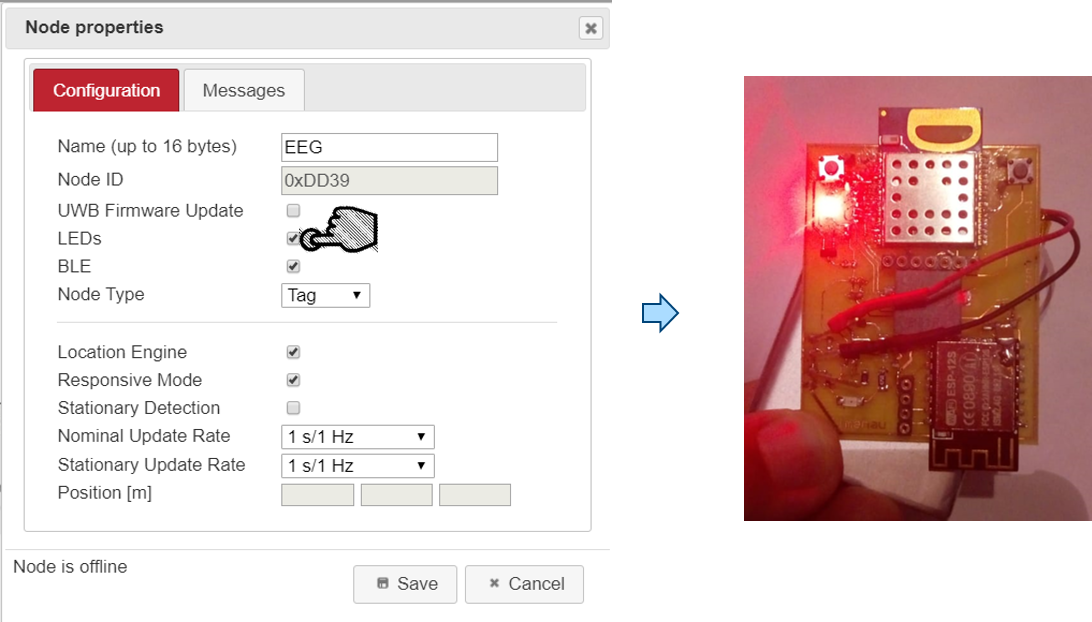 Node properties
Configuration
Messages
Name (up to 16 bytes)
EEG
Node ID
0xDD39
UWB Firmware Update
LEDs
BLE
Node Type
Tag
Location Engine
Responsive Mode
Stationary Detection
Nominal Update Rate
1 s/1 Hz
Stationary Update Rate
1 s/1 Hz
Position [m]
Node is offline
Save
Cancel
ESP-12S
CE0890